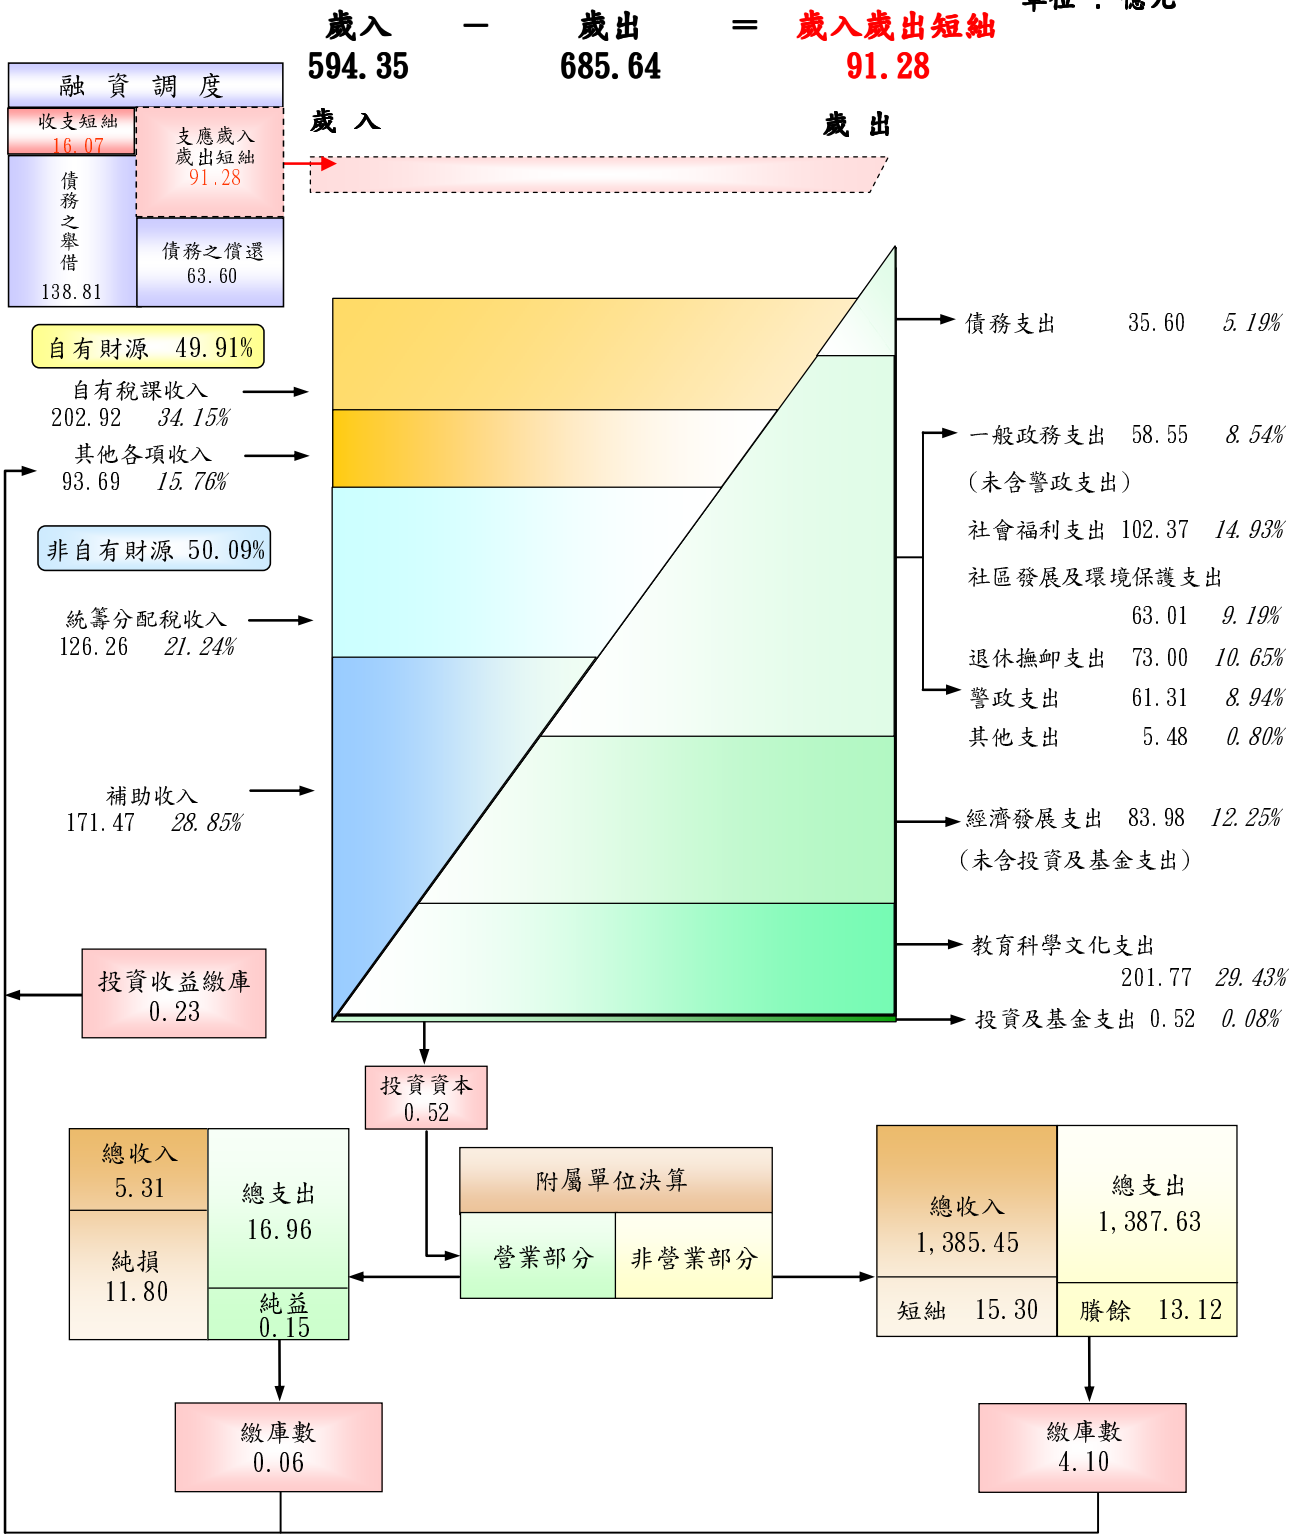 單位：億元
歲入 － 歲出 ＝ 歲入歲出短絀
594.35 685.64 91.28
融資調度
收支短絀
16.07
支應歲入
歲出短絀
91.28
債務之舉借
138.81
債務之償還
63.60
歲入
歲出
自有財源 49.91%
自有稅課收入
202.92 34.15%
其他各項收入
93.69 15.76%
非自有財源 50.09%
統籌分配稅收入
126.26 21.24%
補助收入
171.47 28.85%
債務支出 35.60 5.19%
一般政務支出 58.55 8.54%
(未含警政支出)
社會福利支出 102.37 14.93%
社區發展及環境保護支出
63.01 9.19%
退休撫卹支出 73.00 10.65%
警政支出 61.31 8.94%
其他支出 5.48 0.80%
經濟發展支出 83.98 12.25%
(未含投資及基金支出)
教育科學文化支出
201.77 29.43%
投資及基金支出 0.52 0.08%
投資收益繳庫
0.23
投資資本
0.52
總收入
5.31
純損
11.80
總支出
16.96
純益
0.15
附屬單位決算
營業部分
非營業部分
總收入
1,385.45
短絀 15.30
總支出
1,387.63
賸餘 13.12
繳庫數
0.06
繳庫數
4.10